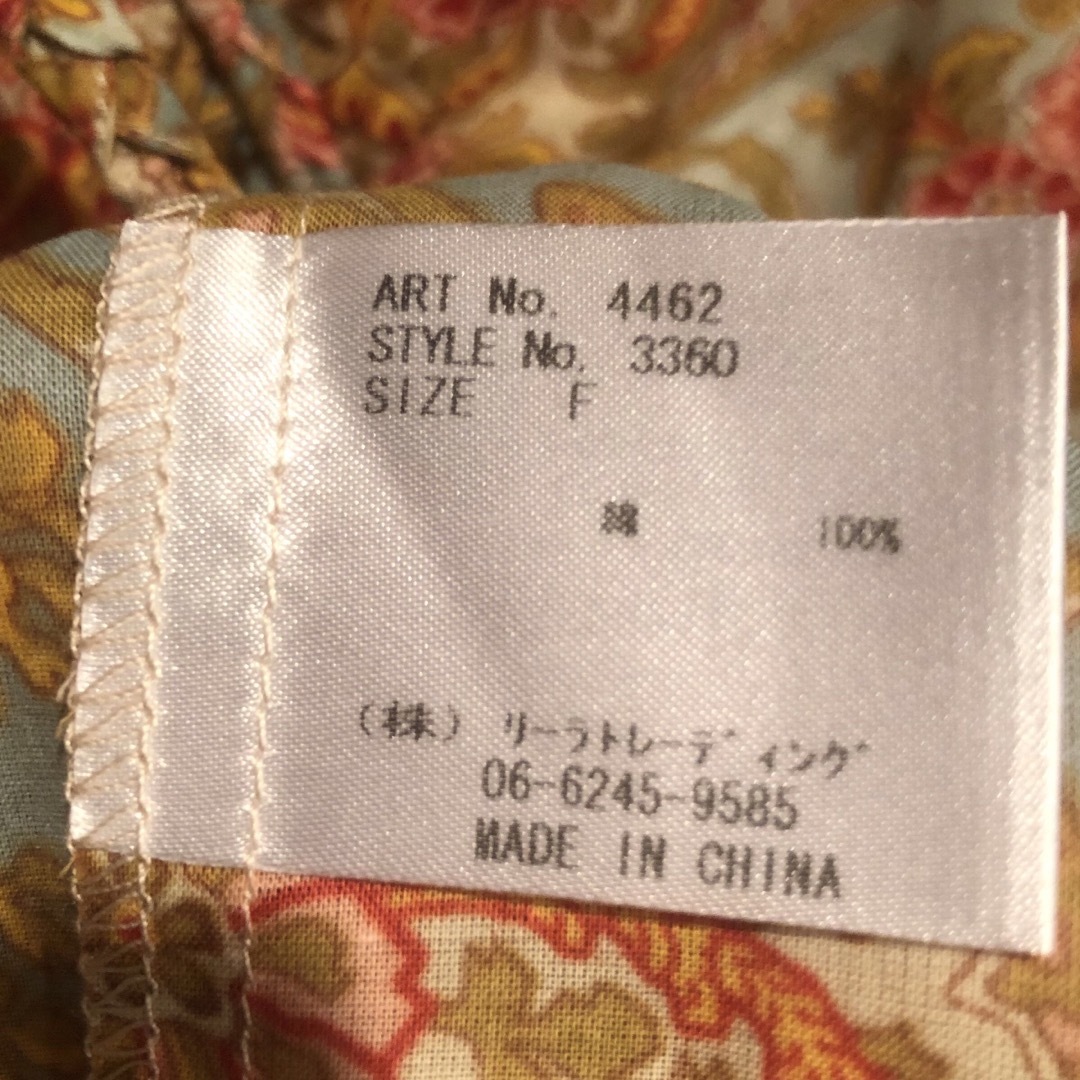 ART No. 4462
STYLE No. 3360
SIZE F
綿 100%
(株) リーラトレーディング
06-6245-9585
MADE IN CHINA